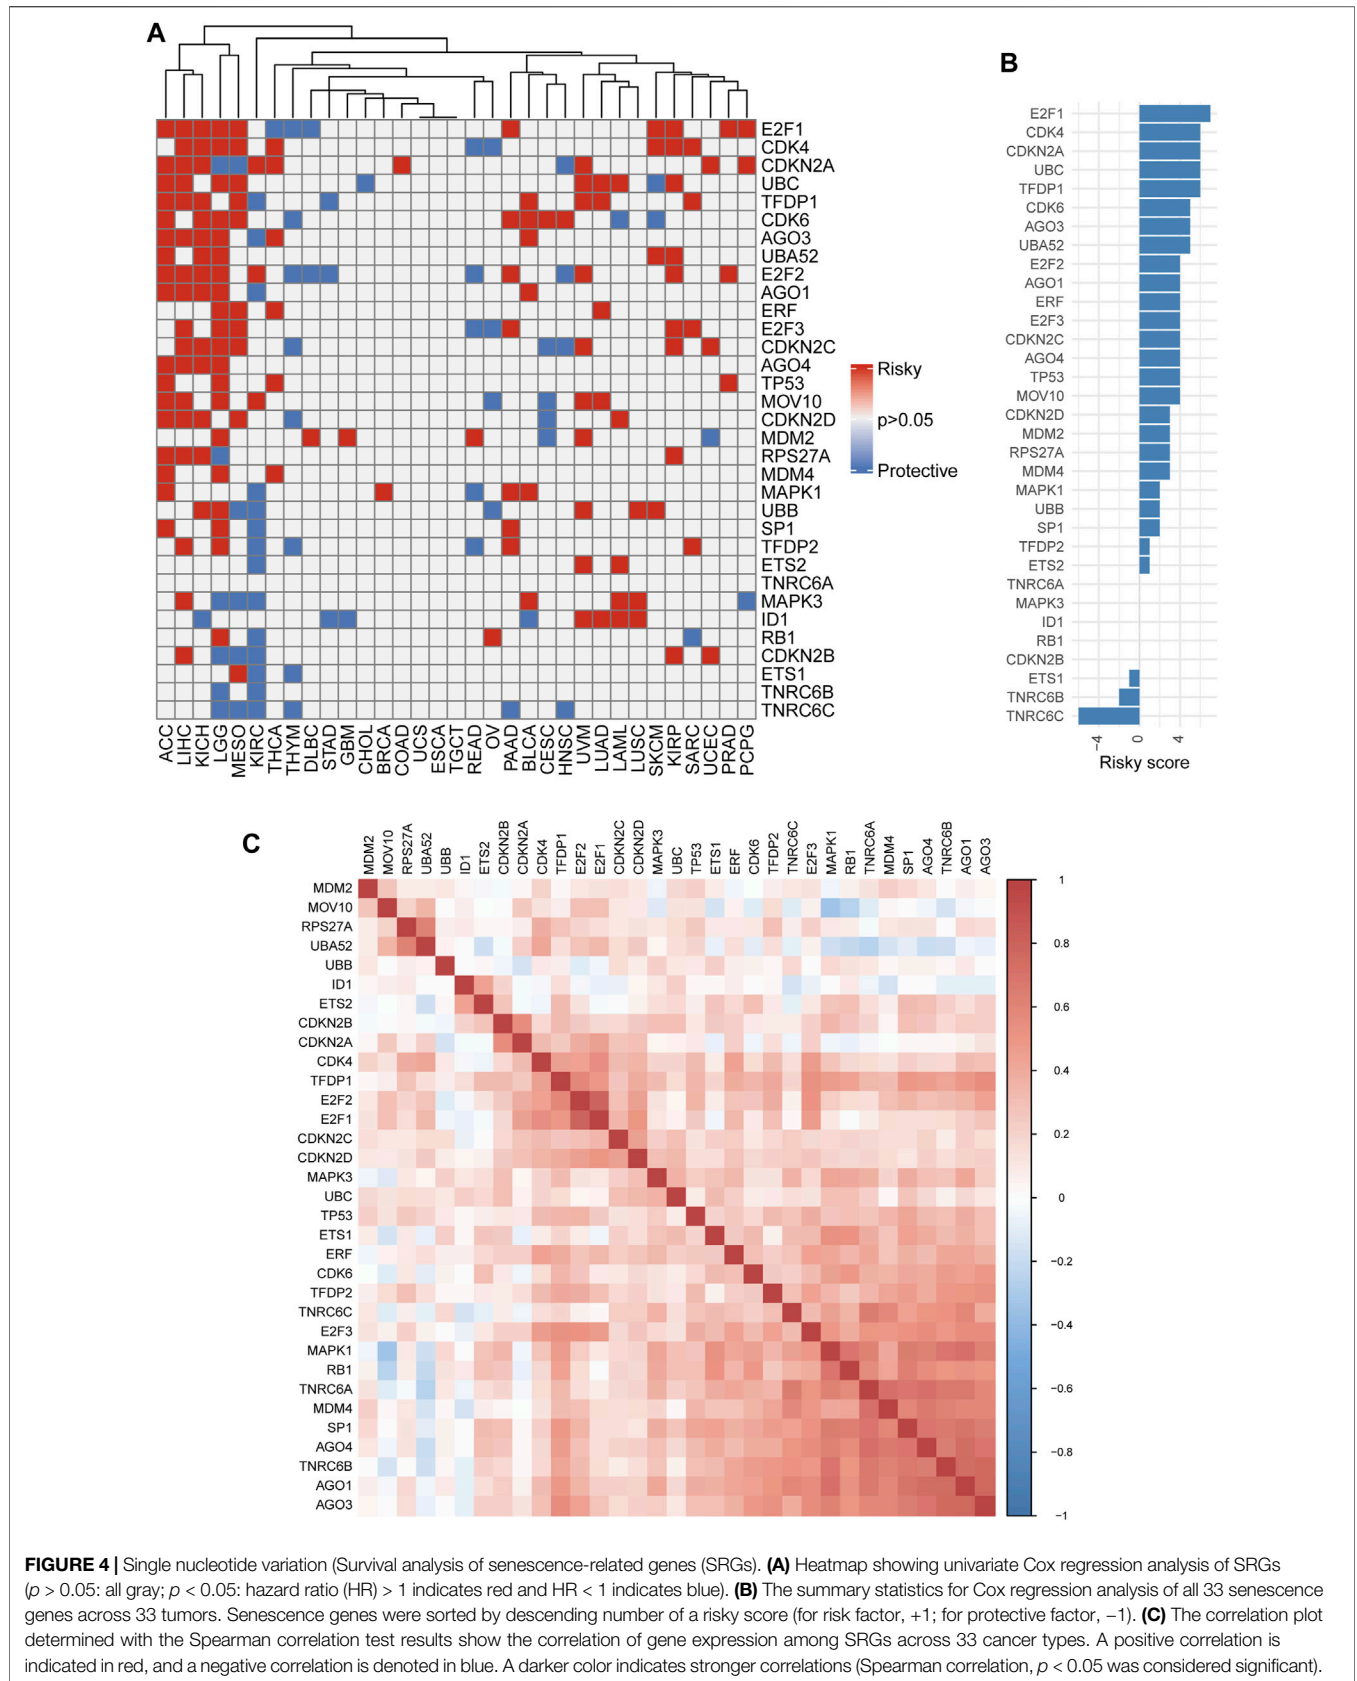 A
E2F1
CDK4
CDKN2A
UBC
TFDP1
CDK6
AGO3
UBA52
E2F2
AGO1
ERF
E2F3
CDKN2C
AGO4
TP53
MOV10
CDKN2D
MDM2
RPS27A
MDM4
MAPK1
UBB
SP1
TFDP2
ETS2
TNRC6A
MAPK3
ID1
RB1
CDKN2B
ETS1
TNRC6B
TNRC6C
ACC LIHC KICH LGG MESO KIRC THCA THYM DLBC STAD GBM CHOL BRCA COAD UCS ESCA TGCT READ OV PAAD BLCA CESC HNSC UVM LUAD LAML LUSC SKCM KIRP SARC UCEC PRAD PCPG
Risky
p>0.05
Protective
B
E2F1
CDK4
CDKN2A
UBC
TFDP1
CDK6
AGO3
UBA52
E2F2
AGO1
ERF
E2F3
CDKN2C
AGO4
TP53
MOV10
CDKN2D
MDM2
RPS27A
MDM4
MAPK1
UBB
SP1
TFDP2
ETS2
TNRC6A
MAPK3
ID1
RB1
CDKN2B
ETS1
TNRC6B
TNRC6C
−4 0 4
Risky score
C
MDM2 MOV10 RPS27A UBA52 UBB ID1 ETS2 CDKN2B CDKN2A CDK4 TFDP1 E2F2 E2F1 CDKN2C CDKN2D MAPK3 UBC TP53 ETS1 ERF CDK6 TFDP2 TNRC6C E2F3 MAPK1 RB1 TNRC6A MDM4 SP1 AGO4 TNRC6B AGO1 AGO3
MDM2
MOV10
RPS27A
UBA52
UBB
ID1
ETS2
CDKN2B
CDKN2A
CDK4
TFDP1
E2F2
E2F1
CDKN2C
CDKN2D
MAPK3
UBC
TP53
ETS1
ERF
CDK6
TFDP2
TNRC6C
E2F3
MAPK1
RB1
TNRC6A
MDM4
SP1
AGO4
TNRC6B
AGO1
AGO3
1
0.8
0.6
0.4
0.2
0
−0.2
−0.4
−0.6
−0.8
−1
FIGURE 4 | Single nucleotide variation (Survival analysis of senescence-related genes (SRGs). (A) Heatmap showing univariate Cox regression analysis of SRGs
(p > 0.05: all gray; p < 0.05: hazard ratio (HR) > 1 indicates red and HR < 1 indicates blue). (B) The summary statistics for Cox regression analysis of all 33 senescence
genes across 33 tumors. Senescence genes were sorted by descending number of a risky score (for risk factor, +1; for protective factor, −1). (C) The correlation plot
determined with the Spearman correlation test results show the correlation of gene expression among SRGs across 33 cancer types. A positive correlation is
indicated in red, and a negative correlation is denoted in blue. A darker color indicates stronger correlations (Spearman correlation, p < 0.05 was considered significant).